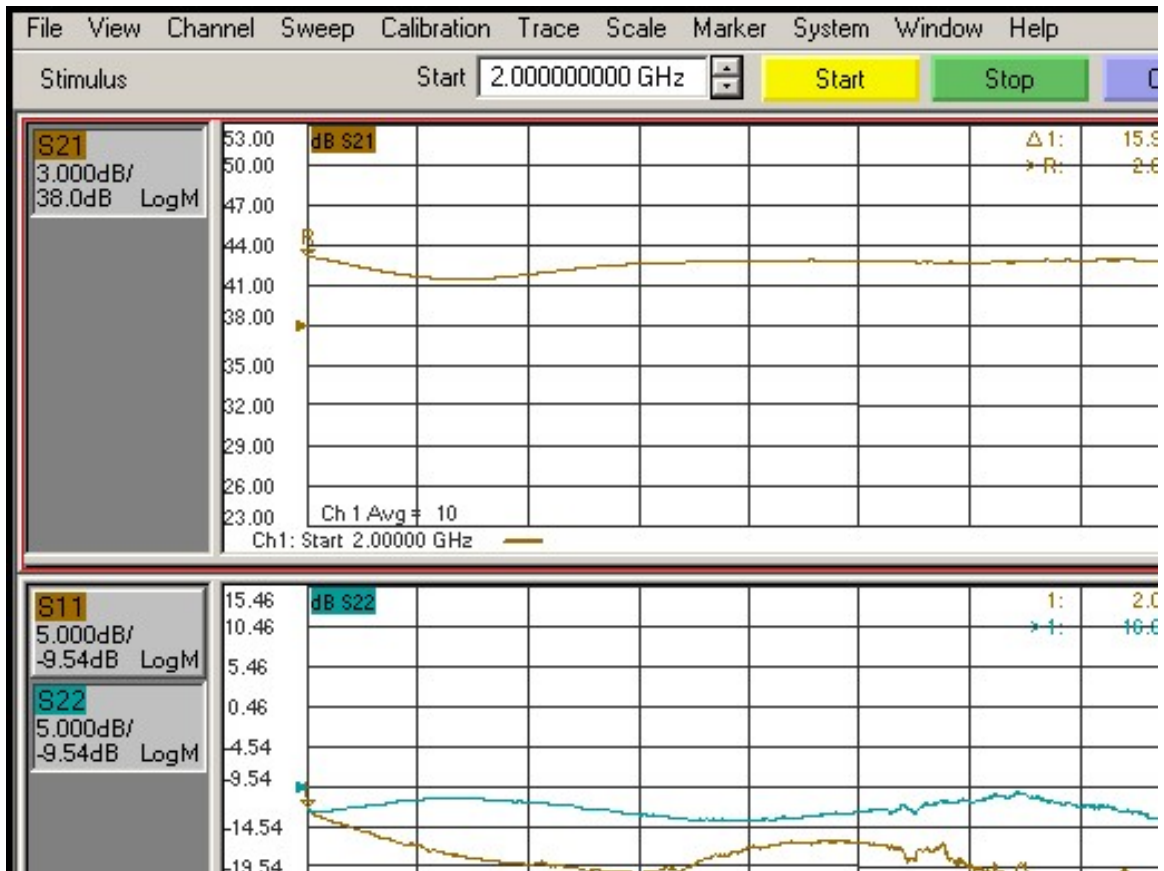 File View Channel Sweep Calibration Trace Scale Marker System Window Help
Stimulus Start 2.000000000 GHz Start Stop
S21
3.000dB/
38.0dB LogM
53.00
50.00
47.00
44.00
41.00
38.00
35.00
32.00
29.00
26.00
23.00
dB S21
Δ1:
> R:
R
Ch 1 Avg = 10
Ch1: Start 2.00000 GHz
S11
5.000dB/
-9.54dB LogM
S22
5.000dB/
-9.54dB LogM
15.46
10.46
5.46
0.46
-4.54
-9.54
-14.54
-19.54
dB S22
1:
> 1: